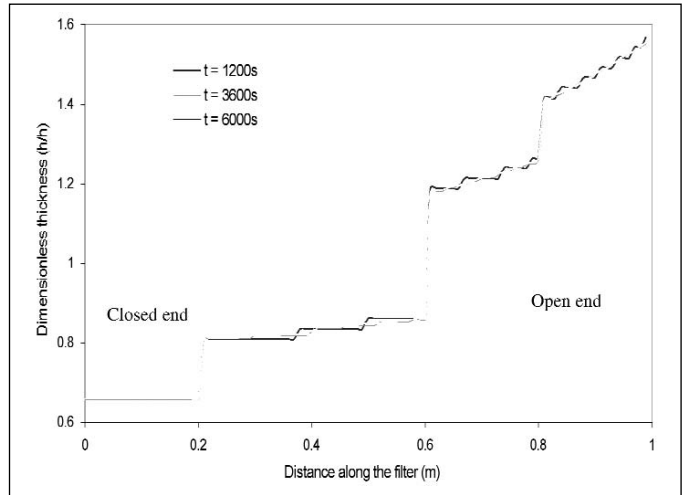 1.6
t = 1200s
t = 3600s
t = 6000s
1.4
1.2
1
0.8
0.6
Dimensionless thickness (h/h)
Closed end
Open end
0
0.2
0.4
0.6
0.8
1
Distance along the filter (m)